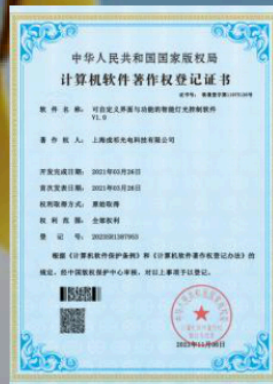 中华人民共和国国家版权局
计算机软件著作权登记证书
软件名称： 可自定义界面与功能的智能灯光控制软件
V1.0
著作权人： 上海成邻光电科技有限公司
开发完成日期： 2021年03月28日
首次发表日期： 2021年03月28日
权利取得方式： 原始取得
权利范围： 全部权利
登记号：
根据《计算机软件保护条例》和《计算机软件著作权登记办法》的
规定，经中国版权保护中心审核，对以上事项予以登记。